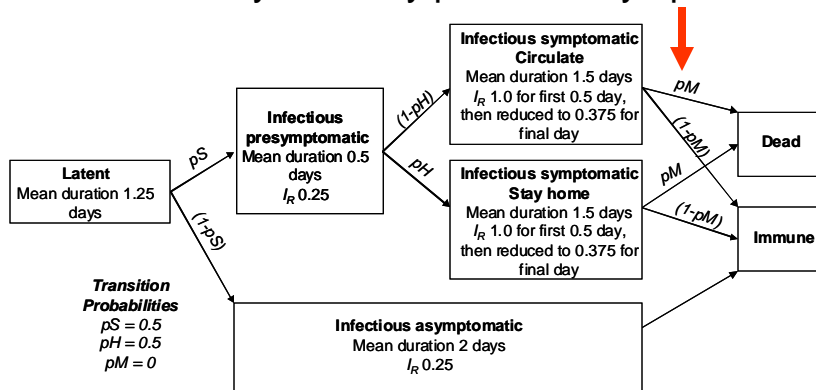 Infectious symptomatic
Circulate
Mean duration 1.5 days
I_R 1.0 for first 0.5 day,
then reduced to 0.375 for
final day
pM
(1-pM)
Dead
Infectious
presymptomatic
Mean duration 0.5
days
I_R 0.25
(1-pH)
pH
Latent
Mean duration 1.25
days
pS
(1-pS)
Infectious symptomatic
Stay home
Mean duration 1.5 days
I_R 1.0 for first 0.5 day,
then reduced to 0.375 for
final day
pM
(1-pM)
Immune
Transition
Probabilities
pS = 0.5
pH = 0.5
pM = 0
Infectious asymptomatic
Mean duration 2 days
I_R 0.25